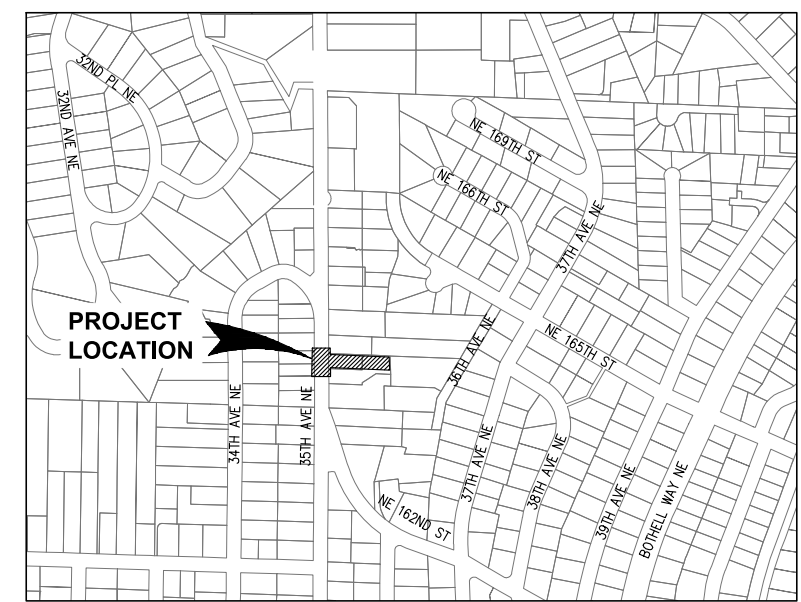 32ND PL NE
32ND AVE NE
NE 169TH ST
NE 166TH ST
37TH AVE NE
PROJECT
LOCATION
NE 165TH ST
36TH AVE NE
34TH AVE NE
35TH AVE NE
37TH AVE NE
38TH AVE NE
39TH AVE NE
BOTHELL WAY NE
NE 162ND ST